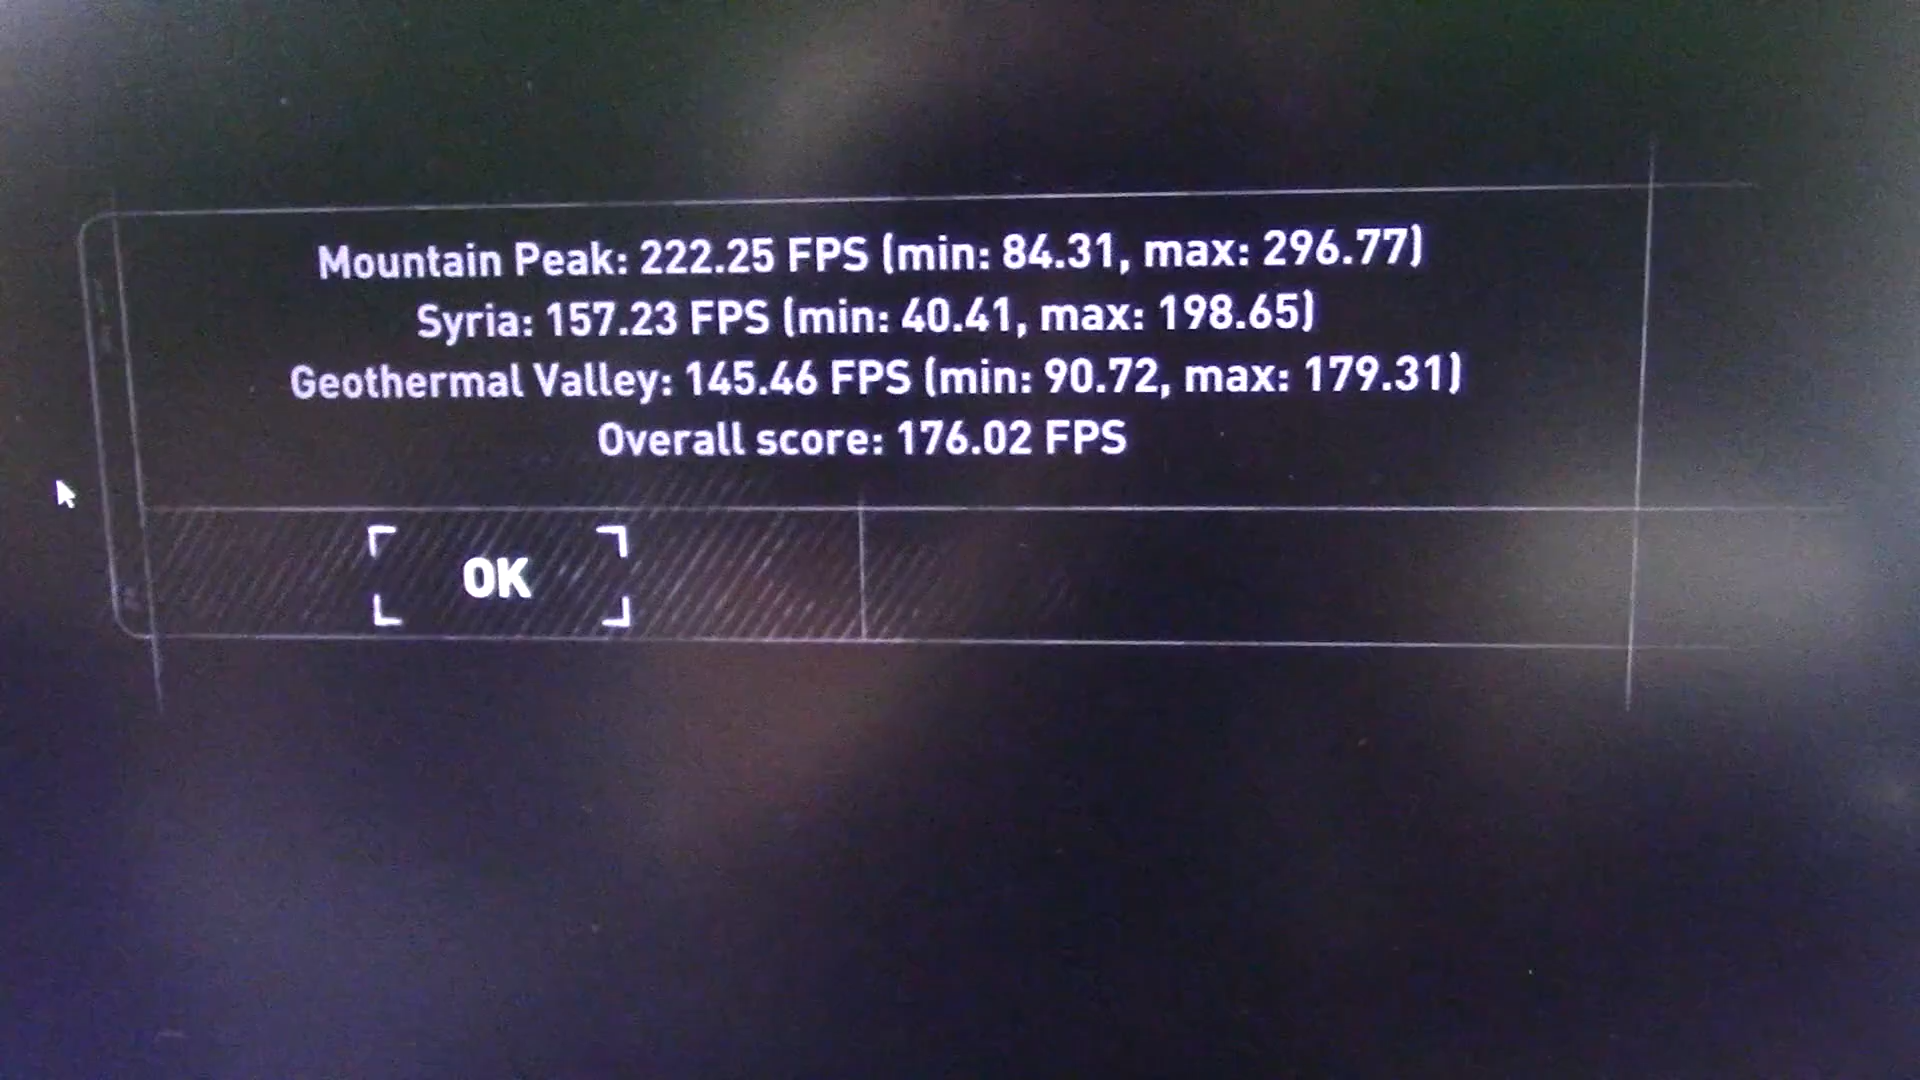 Mountain Peak: 222.25 FPS (min: 84.31, max: 296.77)
Syria: 157.23 FPS (min: 40.41, max: 198.65)
Geothermal Valley: 145.46 FPS (min: 90.72, max: 179.31)
Overall score: 176.02 FPS
OK